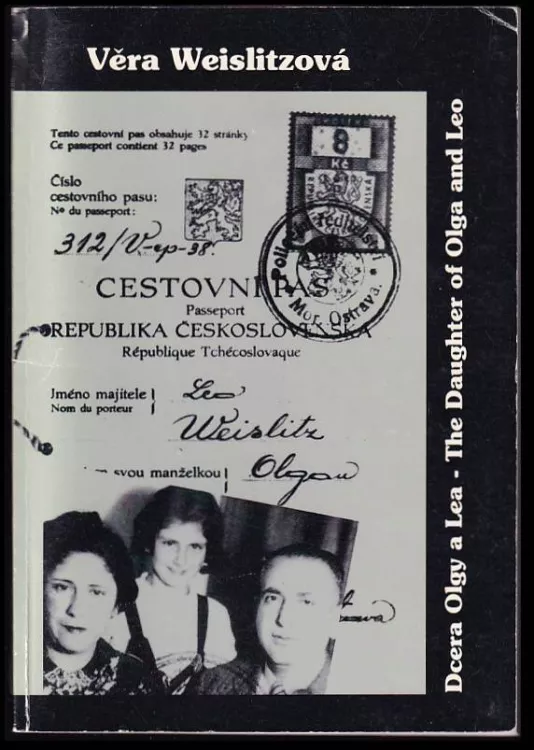 Věra Weislitzová
Tento cestovní pas obsahuje 32 stránky
Ce passeport contient 32 pages
Číslo
cestovního pasu:
Nº du passeport:
312/V-ep-38.
8
Kč
Mor. Ostrava.
CESTOVNÍ PAS
Passeport
REPUBLIKA ČESKOSLOVENSKÁ
République Tchécoslovaque
Jméno majitele
Nom du porteur
Leo
Weislitz
svou manželkou
Olgou
Dcera Olgy a Lea - The Daughter of Olga and Leo